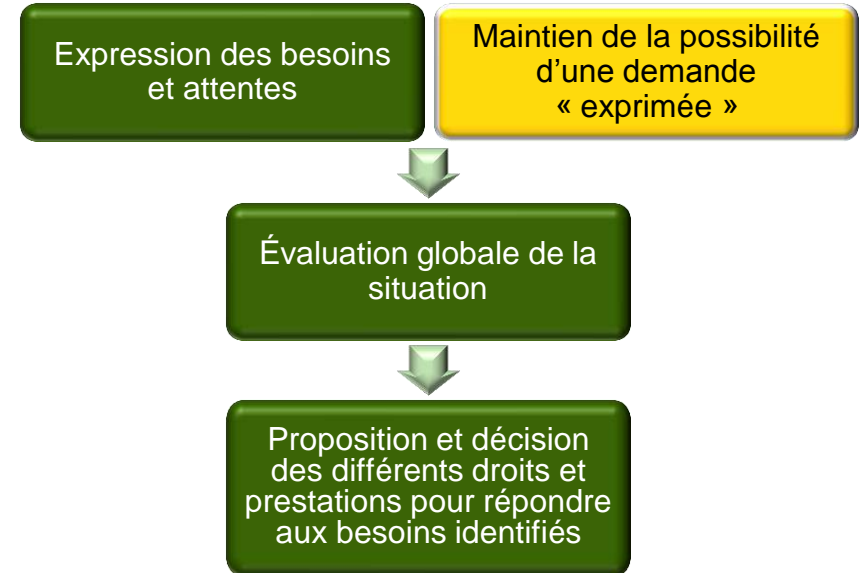 Expression des besoins
et attentes
Maintien de la possibilité
d’une demande
« exprimée »
Évaluation globale de la
situation
Proposition et décision
des différents droits et
prestations pour répondre
aux besoins identifiés